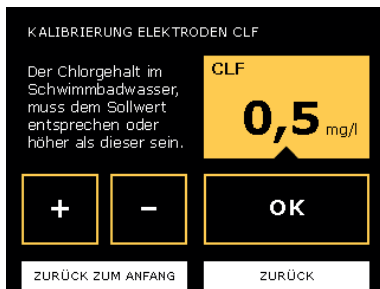 KALIBRIERUNG ELEKTRODEN CLF
Der Chlorgehalt im
Schwimmbadwasser,
muss dem Sollwert
entsprechen oder
höher als dieser sein.
CLF
0,5 mg/l
+
-
OK
ZURÜCK ZUM ANFANG
ZURÜCK